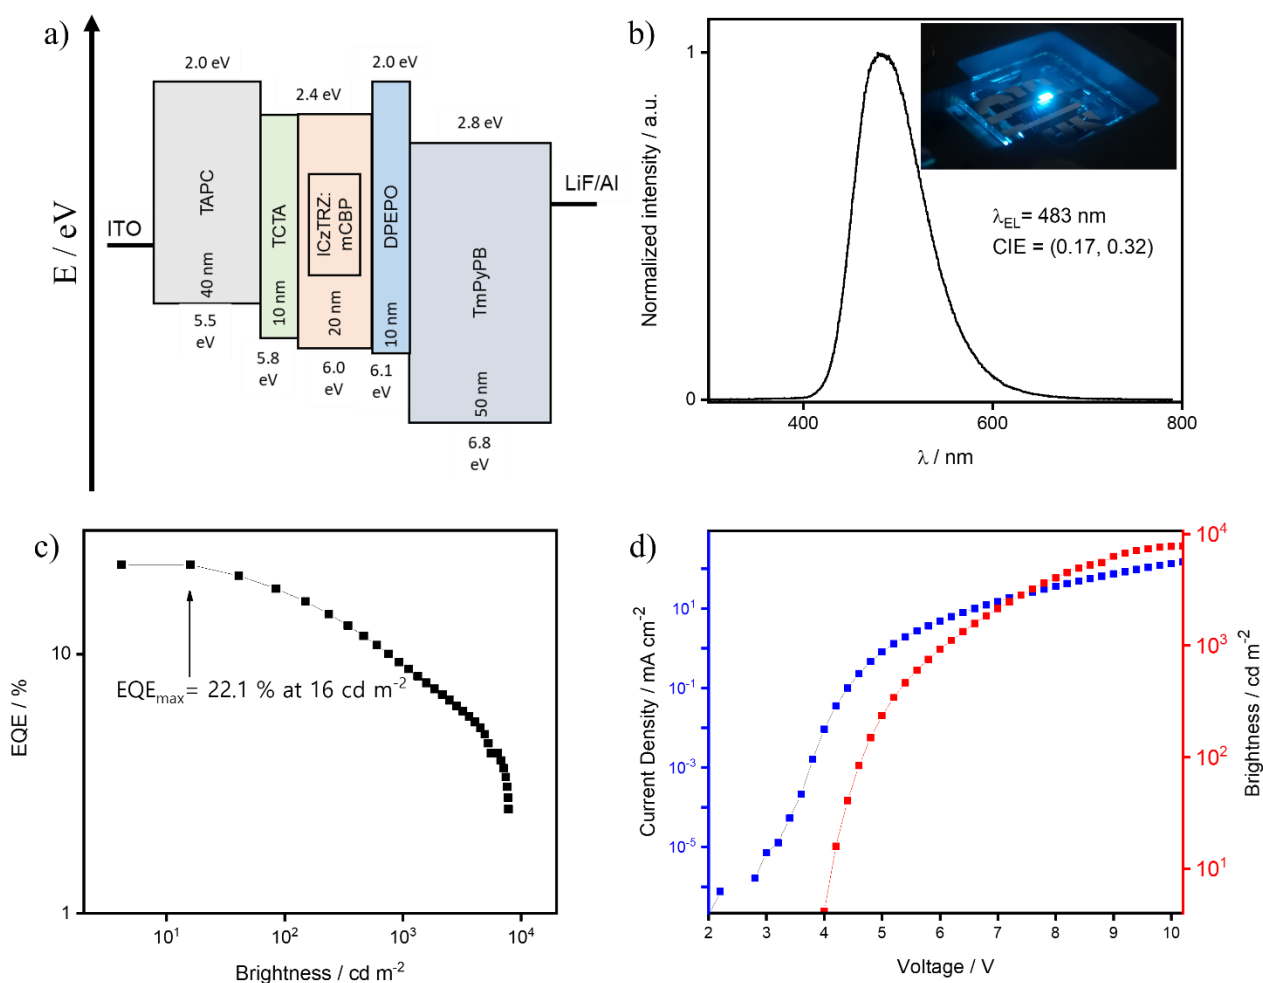 a)
E / eV
ITO
2.0 eV
TAPC
40 nm
5.5
eV
TCTA
10 nm
5.8
eV
2.4 eV
ICzTRZ:
mCBP
20 nm
6.0
eV
2.0 eV
DPEPO
10 nm
6.1
eV
2.8 eV
TmPyPB
50 nm
6.8
eV
LiF/Al
b)
Normalized intensity / a.u.
1
0
λEL= 483 nm
CIE = (0.17, 0.32)
400
600
800
λ / nm
c)
EQE / %
10
1
EQEmax= 22.1 % at 16 cd m-2
10¹
10²
10³
10⁴
Brightness / cd m-2
d)
Current Density / mA cm-2
10¹
10-1
10-3
10-5
2
3
4
5
6
7
8
9
10
Voltage / V
10⁴
10³
10²
10¹
Brightness / cd m-2